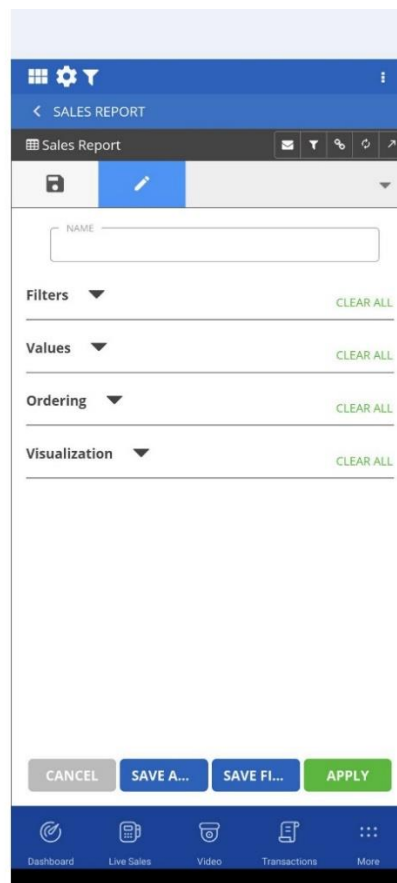 SALES REPORT
Sales Report
NAME
Filters
CLEAR ALL
Values
CLEAR ALL
Ordering
CLEAR ALL
Visualization
CLEAR ALL
CANCEL SAVE A... SAVE FI... APPLY
Dashboard Live Sales Video Transactions More